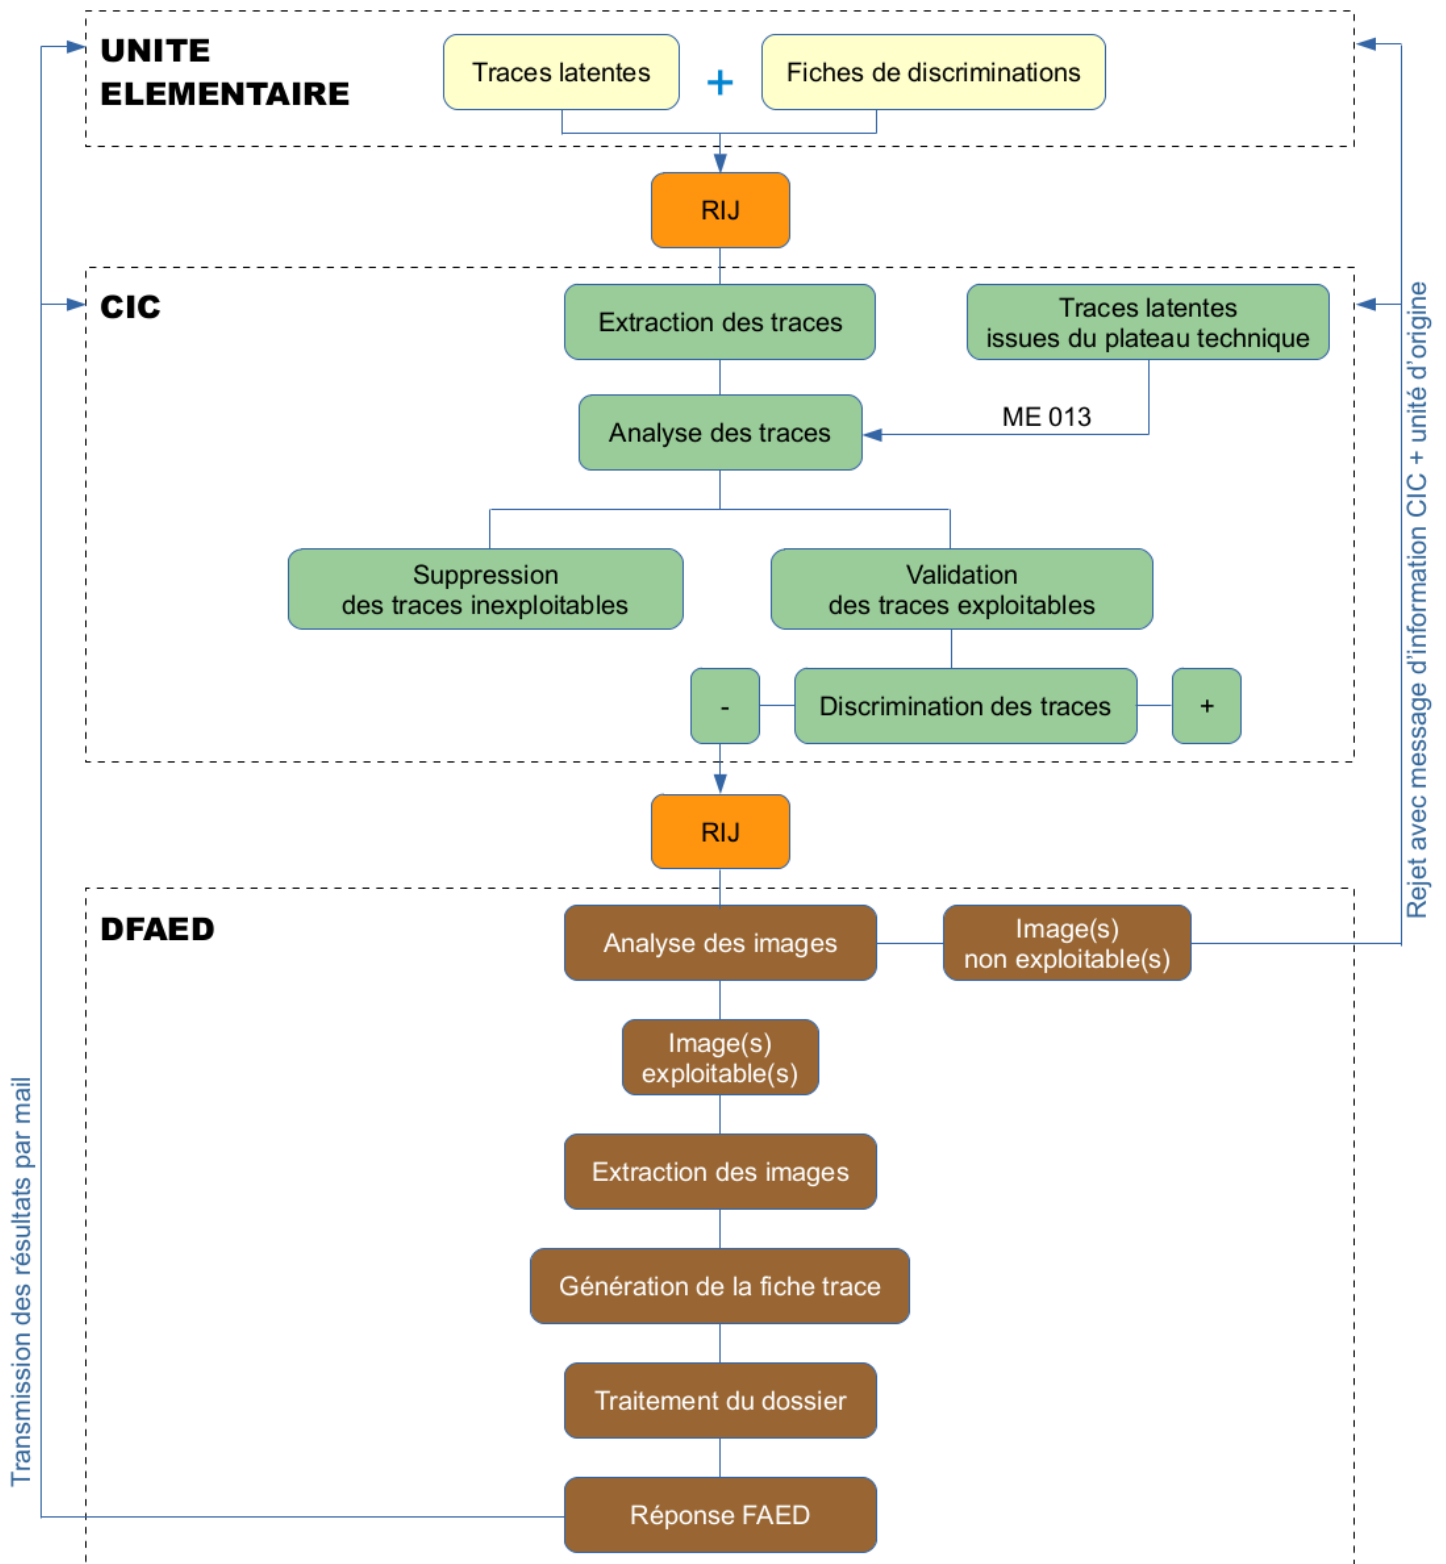 UNITE
ELEMENTAIRE
Traces latentes
+
Fiches de discriminations
RIJ
CIC
Extraction des traces
Traces latentes
issues du plateau technique
ME 013
Analyse des traces
Suppression
des traces inexploitables
Validation
des traces exploitables
-
Discrimination des traces
+
RIJ
DFAED
Analyse des images
Image(s)
non exploitable(s)
Image(s)
exploitable(s)
Extraction des images
Génération de la fiche trace
Traitement du dossier
Réponse FAED
Transmission des résultats par mail
Rejet avec message d'information CIC + unité d'origine